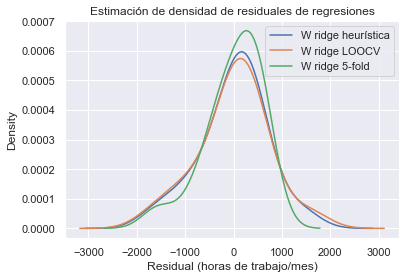 Estimación de densidad de residuales de regresiones
W ridge heurística
W ridge LOOCV
W ridge 5-fold
Density
0.0007
0.0006
0.0005
0.0004
0.0003
0.0002
0.0001
0.0000
−3000 −2000 −1000 0 1000 2000 3000
Residual (horas de trabajo/mes)